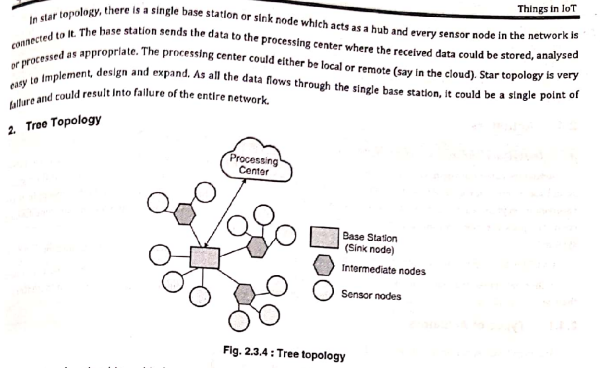 Things in IoT
In star topology, there is a single base station or sink node which acts as a hub and every sensor node in the network is
connected to it. The base station sends the data to the processing center where the received data could be stored, analysed
or processed as appropriate. The processing center could either be local or remote (say in the cloud). Star topology is very
easy to implement, design and expand. As all the data flows through the single base station, it could be a single point of
failure and could result into failure of the entire network.
2. Tree Topology
Processing
Center
Base Station
(Sink node)
Intermediate nodes
Sensor nodes
Fig. 2.3.4 : Tree topology